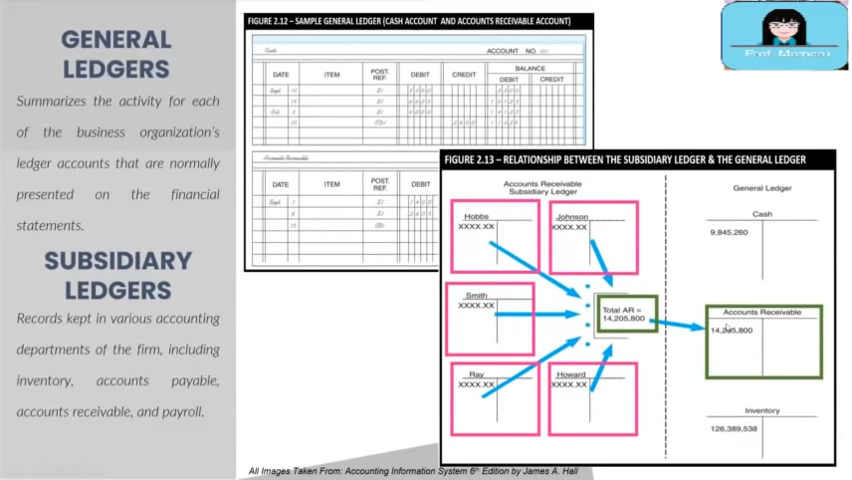 GENERAL
LEDGERS
Summarizes the activity for each
of the business organization's
ledger accounts that are normally
presented on the financial
statements.
SUBSIDIARY
LEDGERS
Records kept in various accounting
departments of the firm, including
inventory, accounts payable,
accounts receivable, and payroll.
FIGURE 2.12 – SAMPLE GENERAL LEDGER (CASH ACCOUNT AND ACCOUNTS RECEIVABLE ACCOUNT)
Cash
ACCOUNT NO.
DATE ITEM POST. REF. DEBIT CREDIT BALANCE
DEBIT CREDIT
Accounts Receivable
DATE ITEM POST. REF. DEBIT
FIGURE 2.13 – RELATIONSHIP BETWEEN THE SUBSIDIARY LEDGER & THE GENERAL LEDGER
Accounts Receivable
Subsidiary Ledger
General Ledger
Hobbs
XXXX.XX
Johnson
XXXX.XX
Smith
XXXX.XX
Ray
XXXX.XX
Howard
XXXX.XX
Total AR =
14,205,800
Cash
9,845,260
Accounts Receivable
14,205,800
Inventory
126,389,538
All Images Taken From: Accounting Information System 6th Edition by James A. Hall